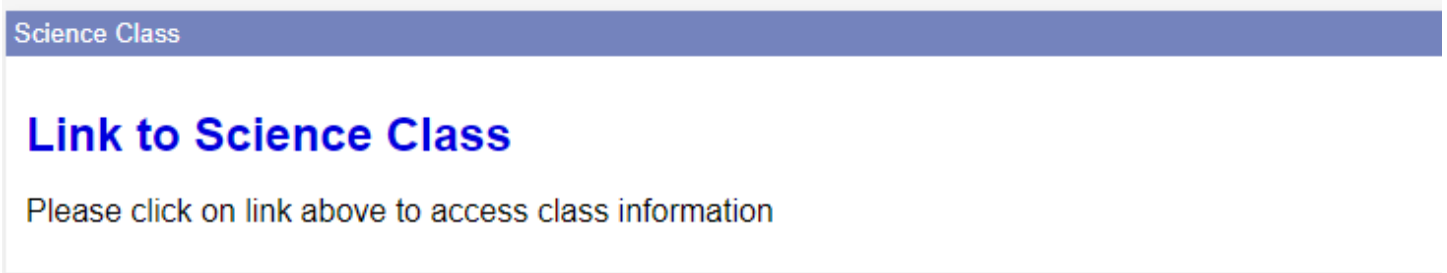 Science Class
Link to Science Class
Please click on link above to access class information